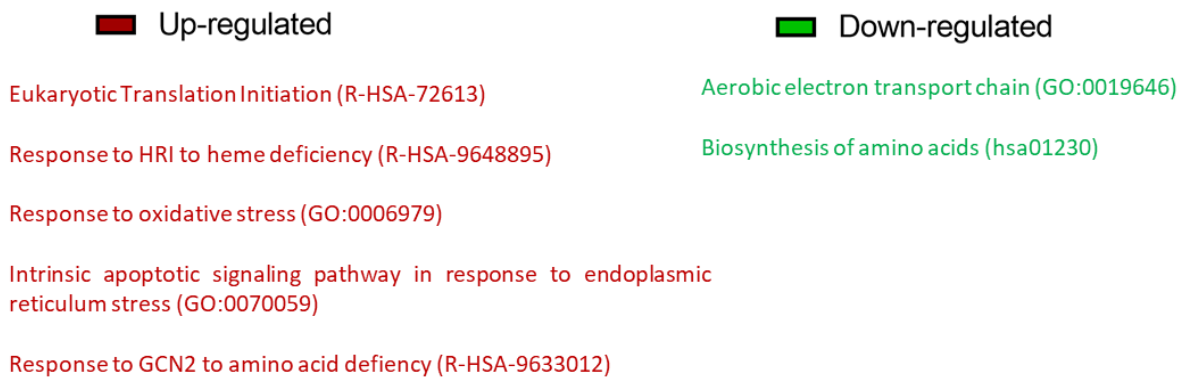 Up-regulated
Eukaryotic Translation Initiation (R-HSA-72613)
Response to HRI to heme deficiency (R-HSA-9648895)
Response to oxidative stress (GO:0006979)
Intrinsic apoptotic signaling pathway in response to endoplasmic
reticulum stress (GO:0070059)
Response to GCN2 to amino acid defiency (R-HSA-9633012)
Down-regulated
Aerobic electron transport chain (GO:0019646)
Biosynthesis of amino acids (hsa01230)